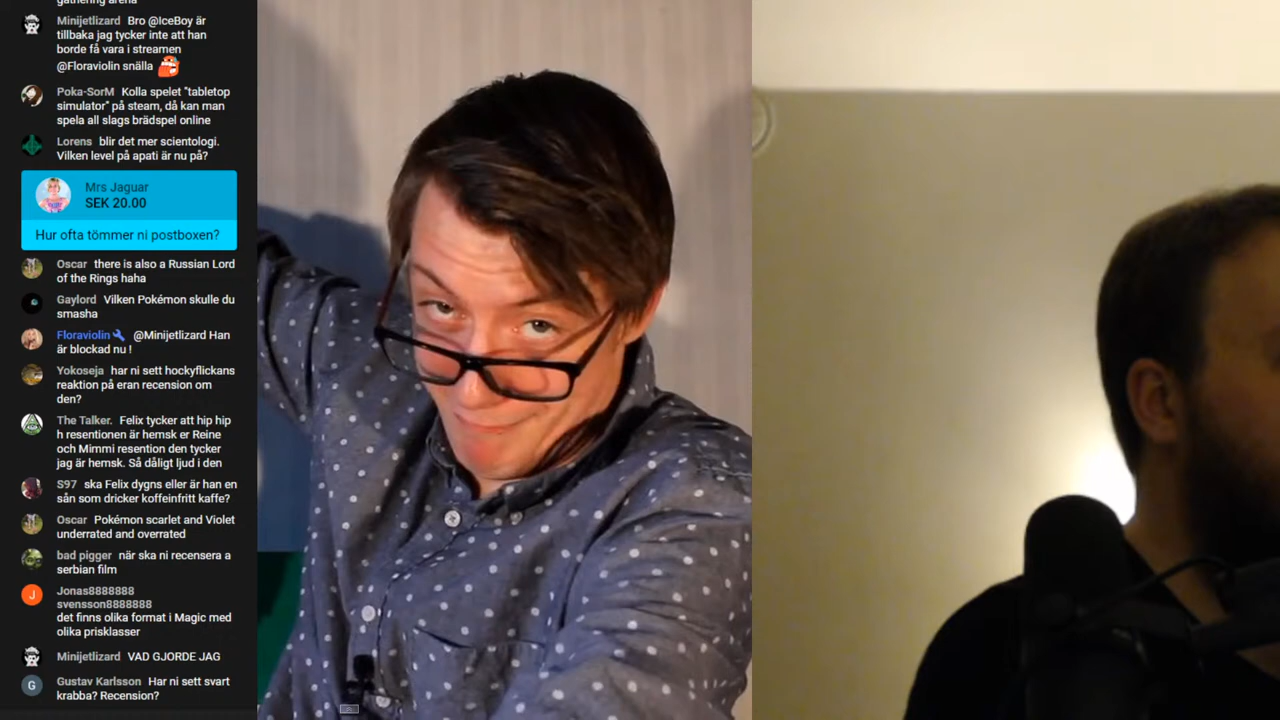 gathering arena
Minijetlizard Bro @IceBoy är
tillbaka jag tycker inte att han
borde få vara i streamen
@Floraviolin snälla
Poka-SorM Kolla spelet "tabletop
simulator" på steam, då kan man
spela all slags brädspel online
Lorens blir det mer scientologi.
Vilken level på apati är nu på?
Mrs Jaguar
SEK 20.00
Hur ofta tömmer ni postboxen?
Oscar there is also a Russian Lord
of the Rings haha
Gaylord Vilken Pokémon skulle du
smasha
Floraviolin @Minijetlizard Han
är blockad nu !
Yokoseja har ni sett hockyflickans
reaktion på eran recension om
den?
The Talker. Felix tycker att hip hip
h resentionen är hemsk er Reine
och Mimmi resention den tycker
jag är hemsk. Så dåligt ljud i den
S97 ska Felix dygns eller är han en
sån som dricker koffeinfritt kaffe?
Oscar Pokémon scarlet and Violet
underrated and overrated
bad pigger när ska ni recensera a
serbian film
J
Jonas8888888
svensson8888888
det finns olika format i Magic med
olika prisklasser
Minijetlizard VAD GJORDE JAG
G
Gustav Karlsson Har ni sett svart
krabba? Recension?